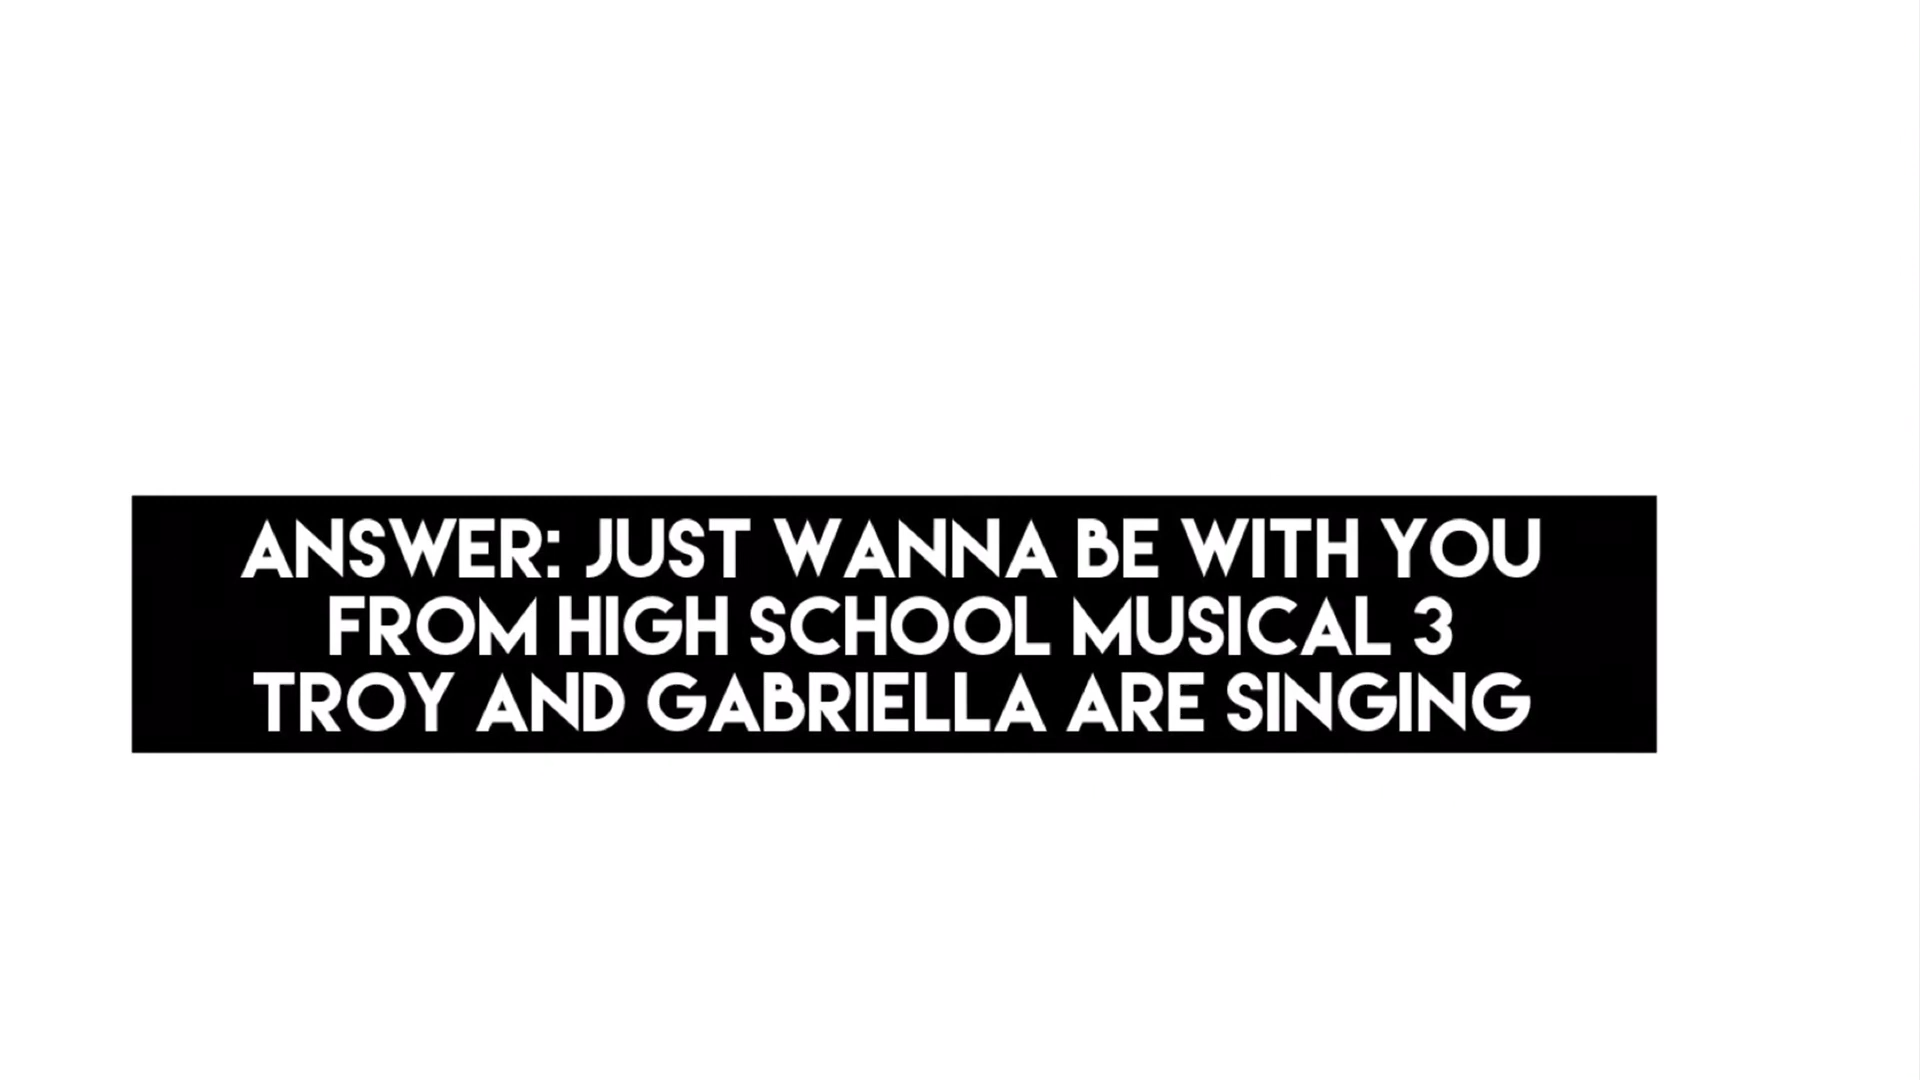 ANSWER: JUST WANNA BE WITH YOU
FROM HIGH SCHOOL MUSICAL 3
TROY AND GABRIELLA ARE SINGING